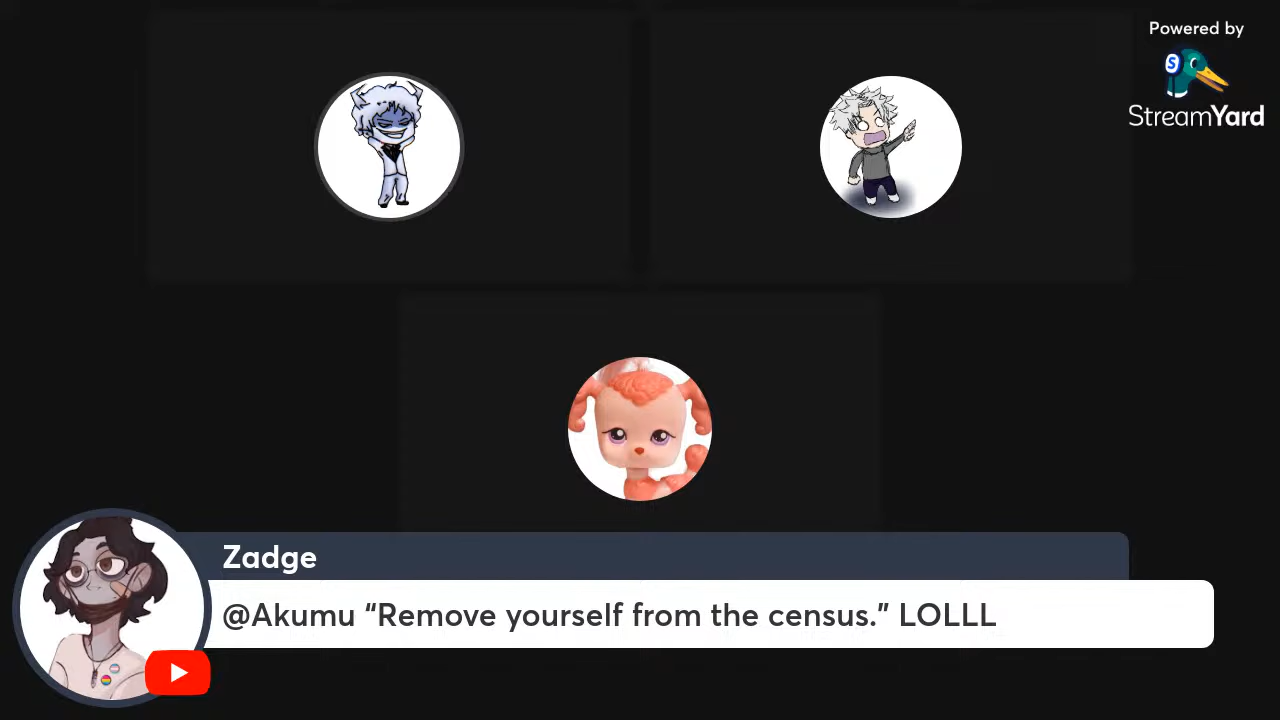 Powered by
StreamYard
Zadge
@Akumu “Remove yourself from the census.” LOLLL